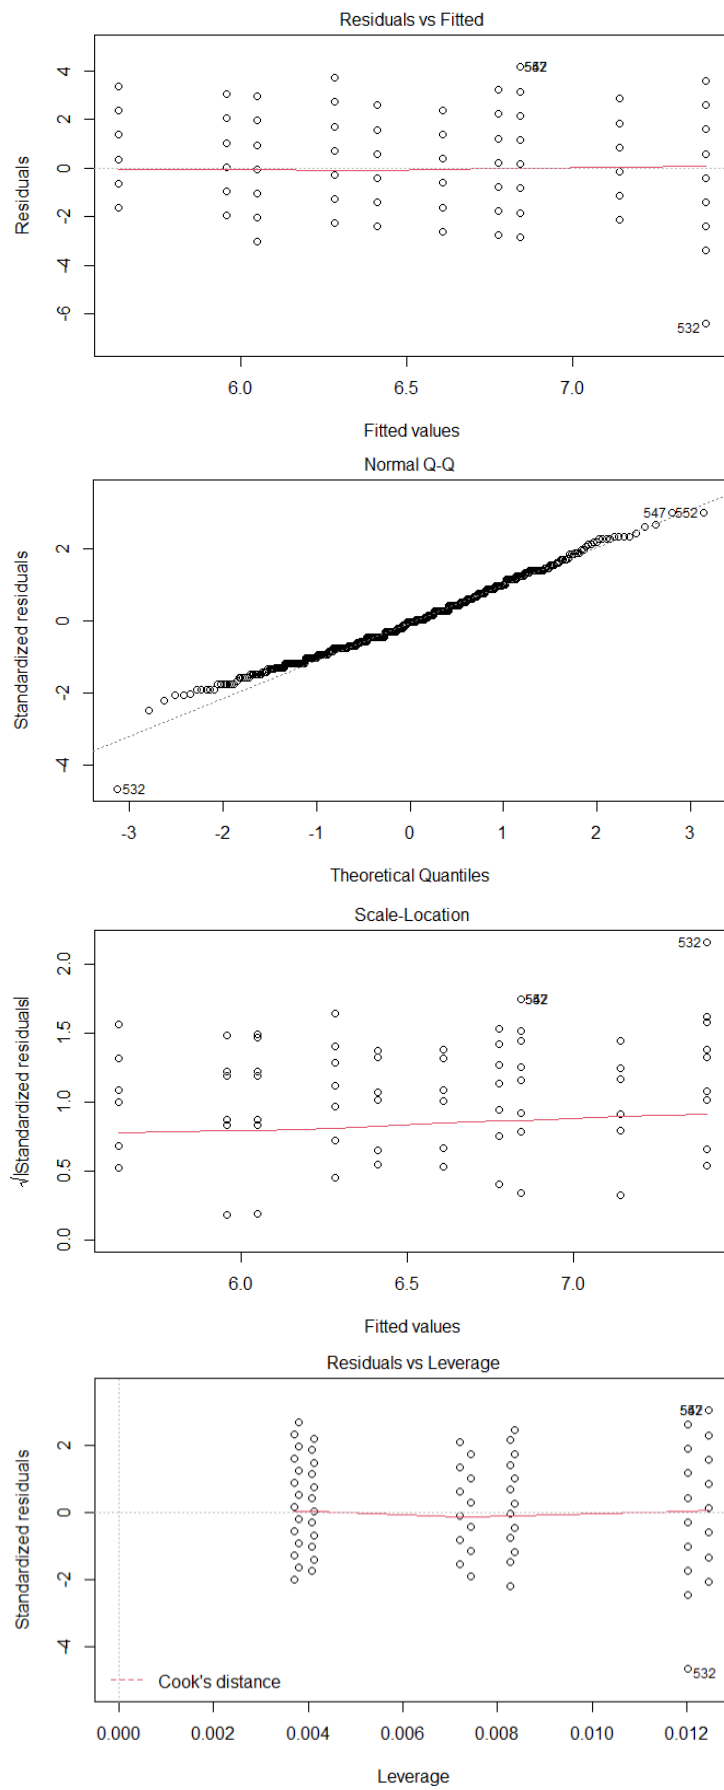 Residuals vs Fitted
4
2
0
-2
-4
-6
Residuals
532
6.0 6.5 7.0
Fitted values
Normal Q-Q
547 552
2
0
-2
-4
Standardized residuals
532
-3 -2 -1 0 1 2 3
Theoretical Quantiles
Scale-Location
532
2.0
1.5
1.0
0.5
0.0
√|Standardized residuals|
6.0 6.5 7.0
Fitted values
Residuals vs Leverage
2
0
-2
-4
Standardized residuals
532
Cook's distance
0.000 0.002 0.004 0.006 0.008 0.010 0.012
Leverage